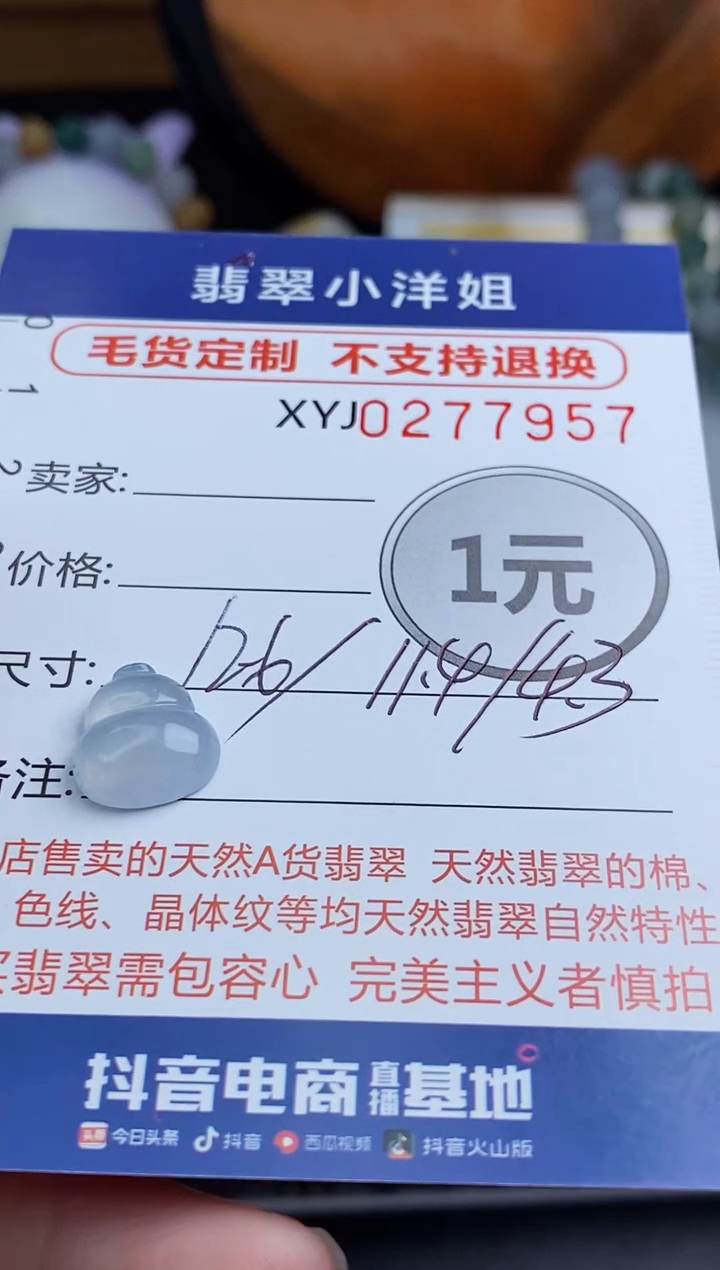 翡翠小洋姐
毛货定制 不支持退换
XYJ0277957
卖家:
1元
价格:
尺寸: 12.6/11.4/4.3
备注:
店售卖的天然A货翡翠 天然翡翠的棉、
色线、晶体纹等均天然翡翠自然特性
买翡翠需包容心 完美主义者慎拍
抖音电商直播基地
头条 今日头条 抖音 西瓜视频 抖音火山版